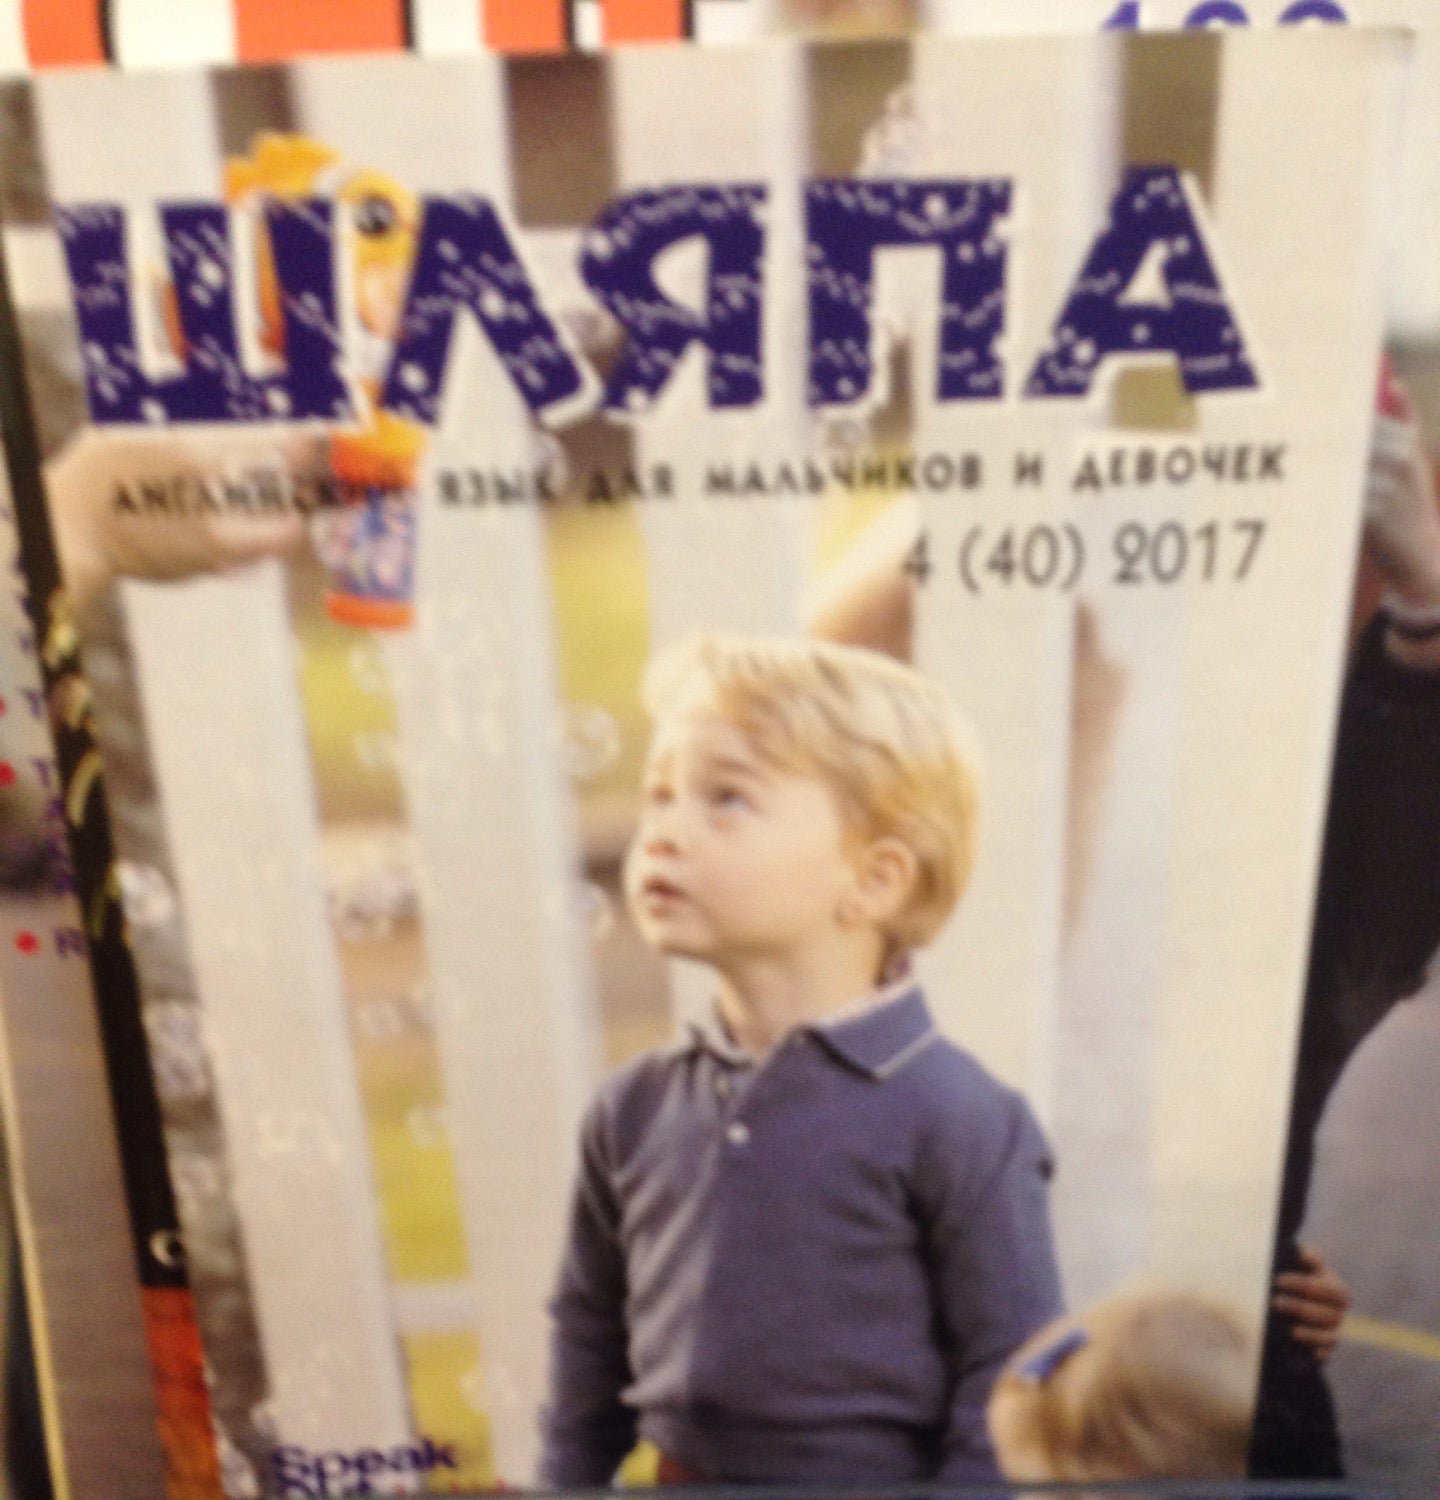 ШЛЯПА
АНГЛИЙСКИЙ ЯЗЫК ДЛЯ МАЛЬЧИКОВ И ДЕВОЧЕК
4 (40) 2017
Speak